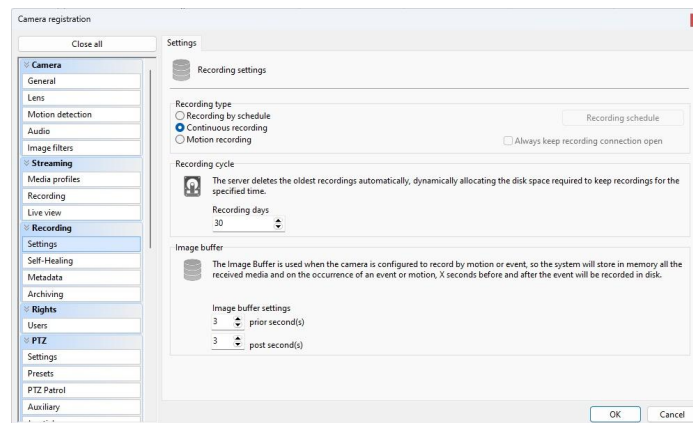 Camera registration
Close all
Camera
General
Lens
Motion detection
Audio
Image filters
Streaming
Media profiles
Recording
Live view
Recording
Settings
Self-Healing
Metadata
Archiving
Rights
Users
PTZ
Settings
Presets
PTZ Patrol
Auxiliary
Settings
Recording settings
Recording type
Recording by schedule
Continuous recording
Motion recording
Recording schedule
Always keep recording connection open
Recording cycle
The server deletes the oldest recordings automatically, dynamically allocating the disk space required to keep recordings for the
specified time.
Recording days
30
Image buffer
The Image Buffer is used when the camera is configured to record by motion or event, so the system will store in memory all the
received media and on the occurrence of an event or motion, X seconds before and after the event will be recorded in disk.
Image buffer settings
3 prior second(s)
3 post second(s)
OK Cancel